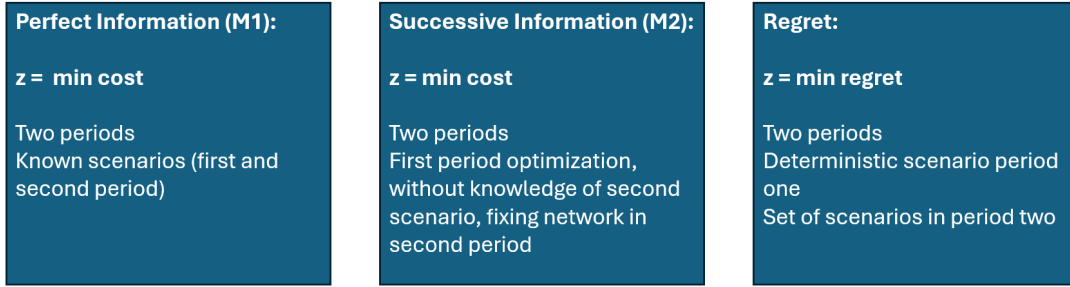 Perfect Information (M1):
z = min cost
Two periods
Known scenarios (first and
second period)
Successive Information (M2):
z = min cost
Two periods
First period optimization,
without knowledge of second
scenario, fixing network in
second period
Regret:
z = min regret
Two periods
Deterministic scenario period
one
Set of scenarios in period two